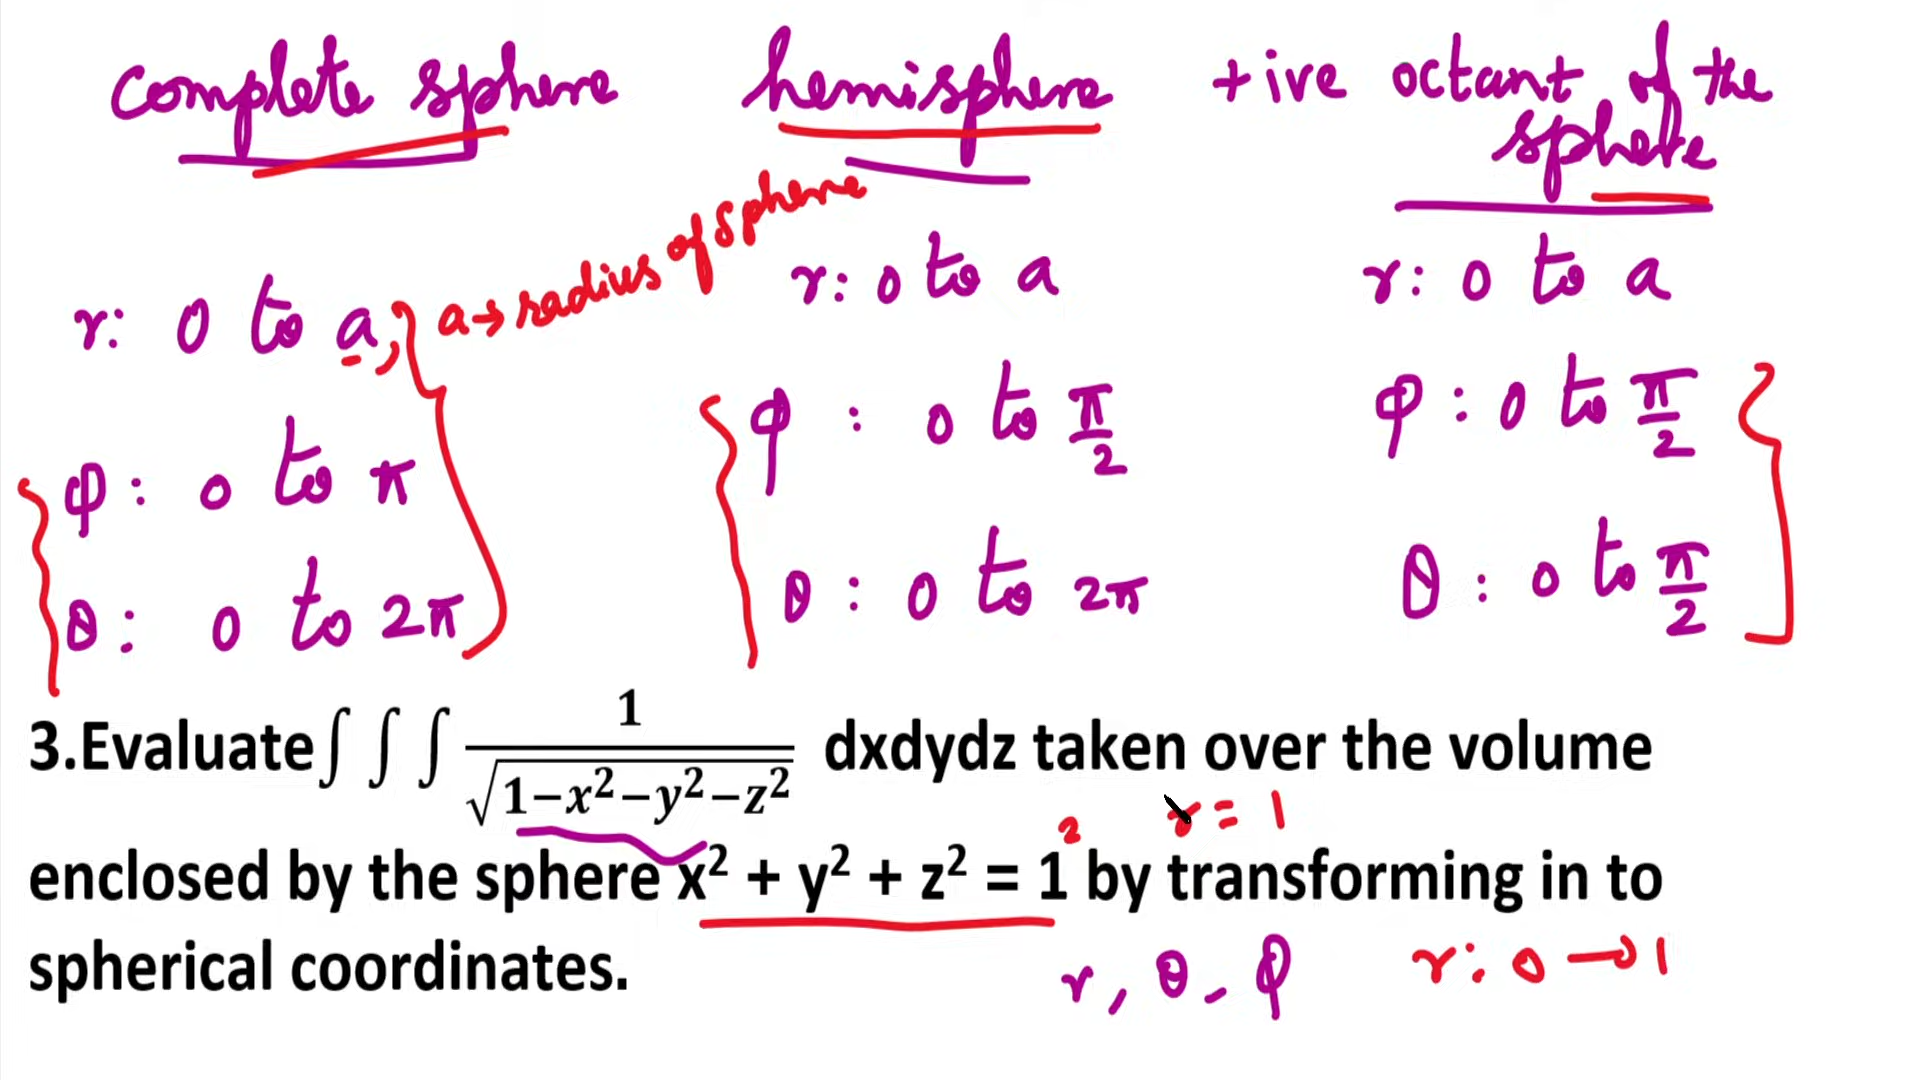 complete sphere
hemisphere
+ive octant of the
sphere
r: 0 to a, a→radius of sphere
φ: 0 to π
θ: 0 to 2π
r: 0 to a
φ: 0 to π/2
θ: 0 to 2π
r: 0 to a
φ: 0 to π/2
θ: 0 to π/2
3.Evaluate∫ ∫ ∫ 1/√(1−x²−y²−z²) dxdydz taken over the volume
r = 1
enclosed by the sphere x² + y² + z² = 1² by transforming in to
spherical coordinates.
r, θ, φ
r: 0 → 1